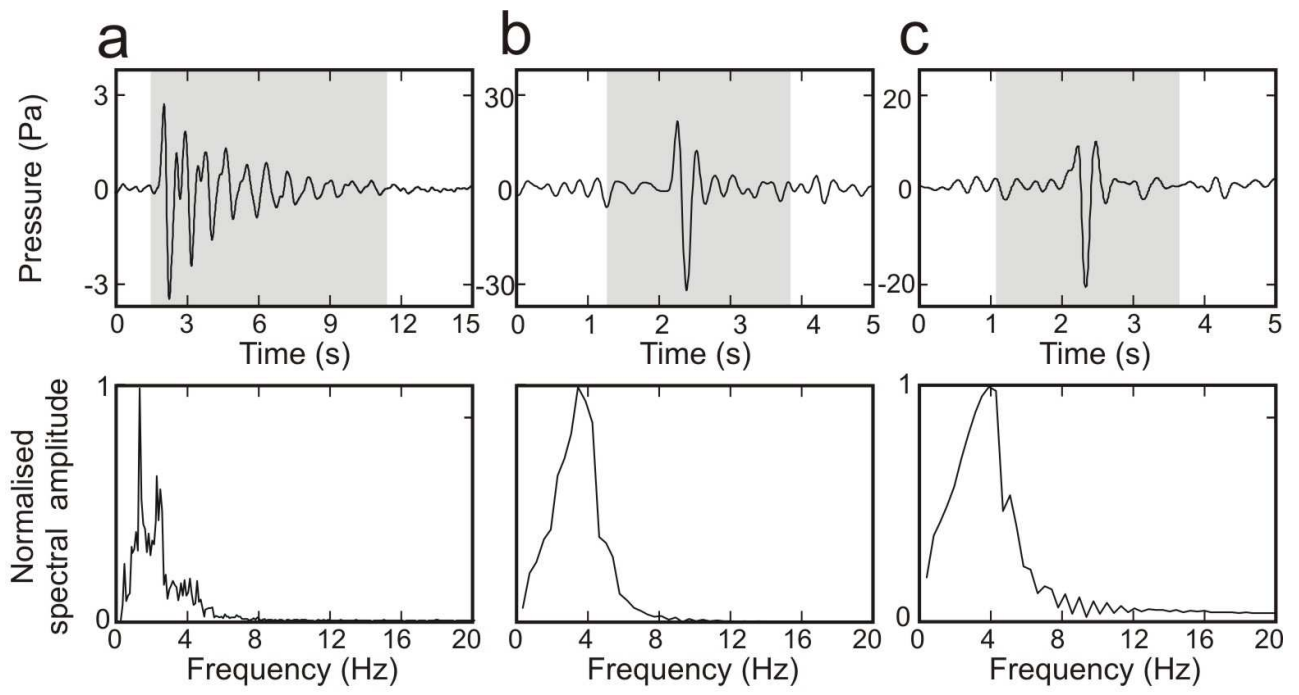 a b c
Pressure (Pa)
3 30 20
0 0 0
-3 -30 -20
0 3 6 9 12 15 0 1 2 3 4 5 0 1 2 3 4 5
Time (s) Time (s) Time (s)
Normalised
spectral amplitude
1 1
0 0
0 4 8 12 16 20 0 4 8 12 16 20 0 4 8 12 16 20
Frequency (Hz) Frequency (Hz) Frequency (Hz)